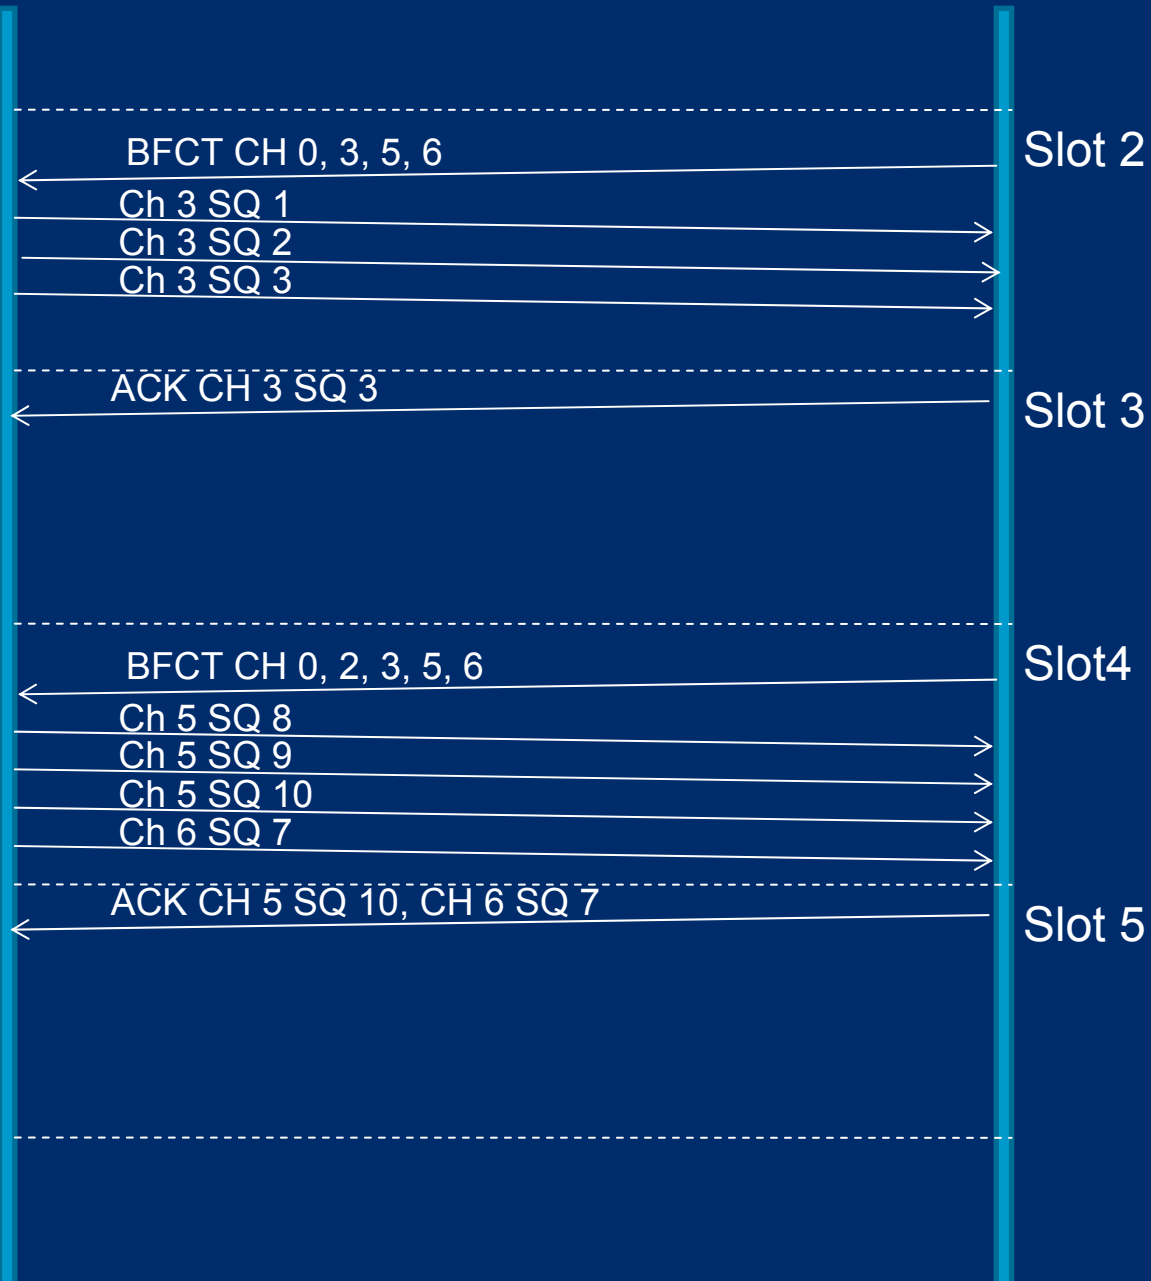 Slot 2
BFCT CH 0, 3, 5, 6
Ch 3 SQ 1
Ch 3 SQ 2
Ch 3 SQ 3
ACK CH 3 SQ 3
Slot 3
BFCT CH 0, 2, 3, 5, 6
Slot4
Ch 5 SQ 8
Ch 5 SQ 9
Ch 5 SQ 10
Ch 6 SQ 7
ACK CH 5 SQ 10, CH 6 SQ 7
Slot 5